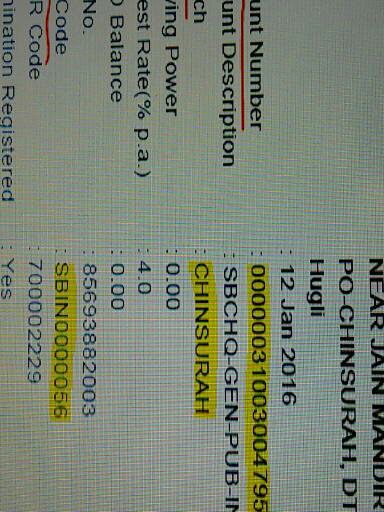 NEAR JAIN MANDIR
PO-CHINSURAH, DT
Hugli
: 12 Jan 2016
unt Number : 00000031003004795
unt Description : SBCHQ-GEN-PUB-IN
ch : CHINSURAH
ving Power : 0.00
est Rate(% p.a.) : 4.0
Balance : 0.00
No. : 85693882003
Code : SBIN0000056
R Code : 700002229
ination Registered : Yes